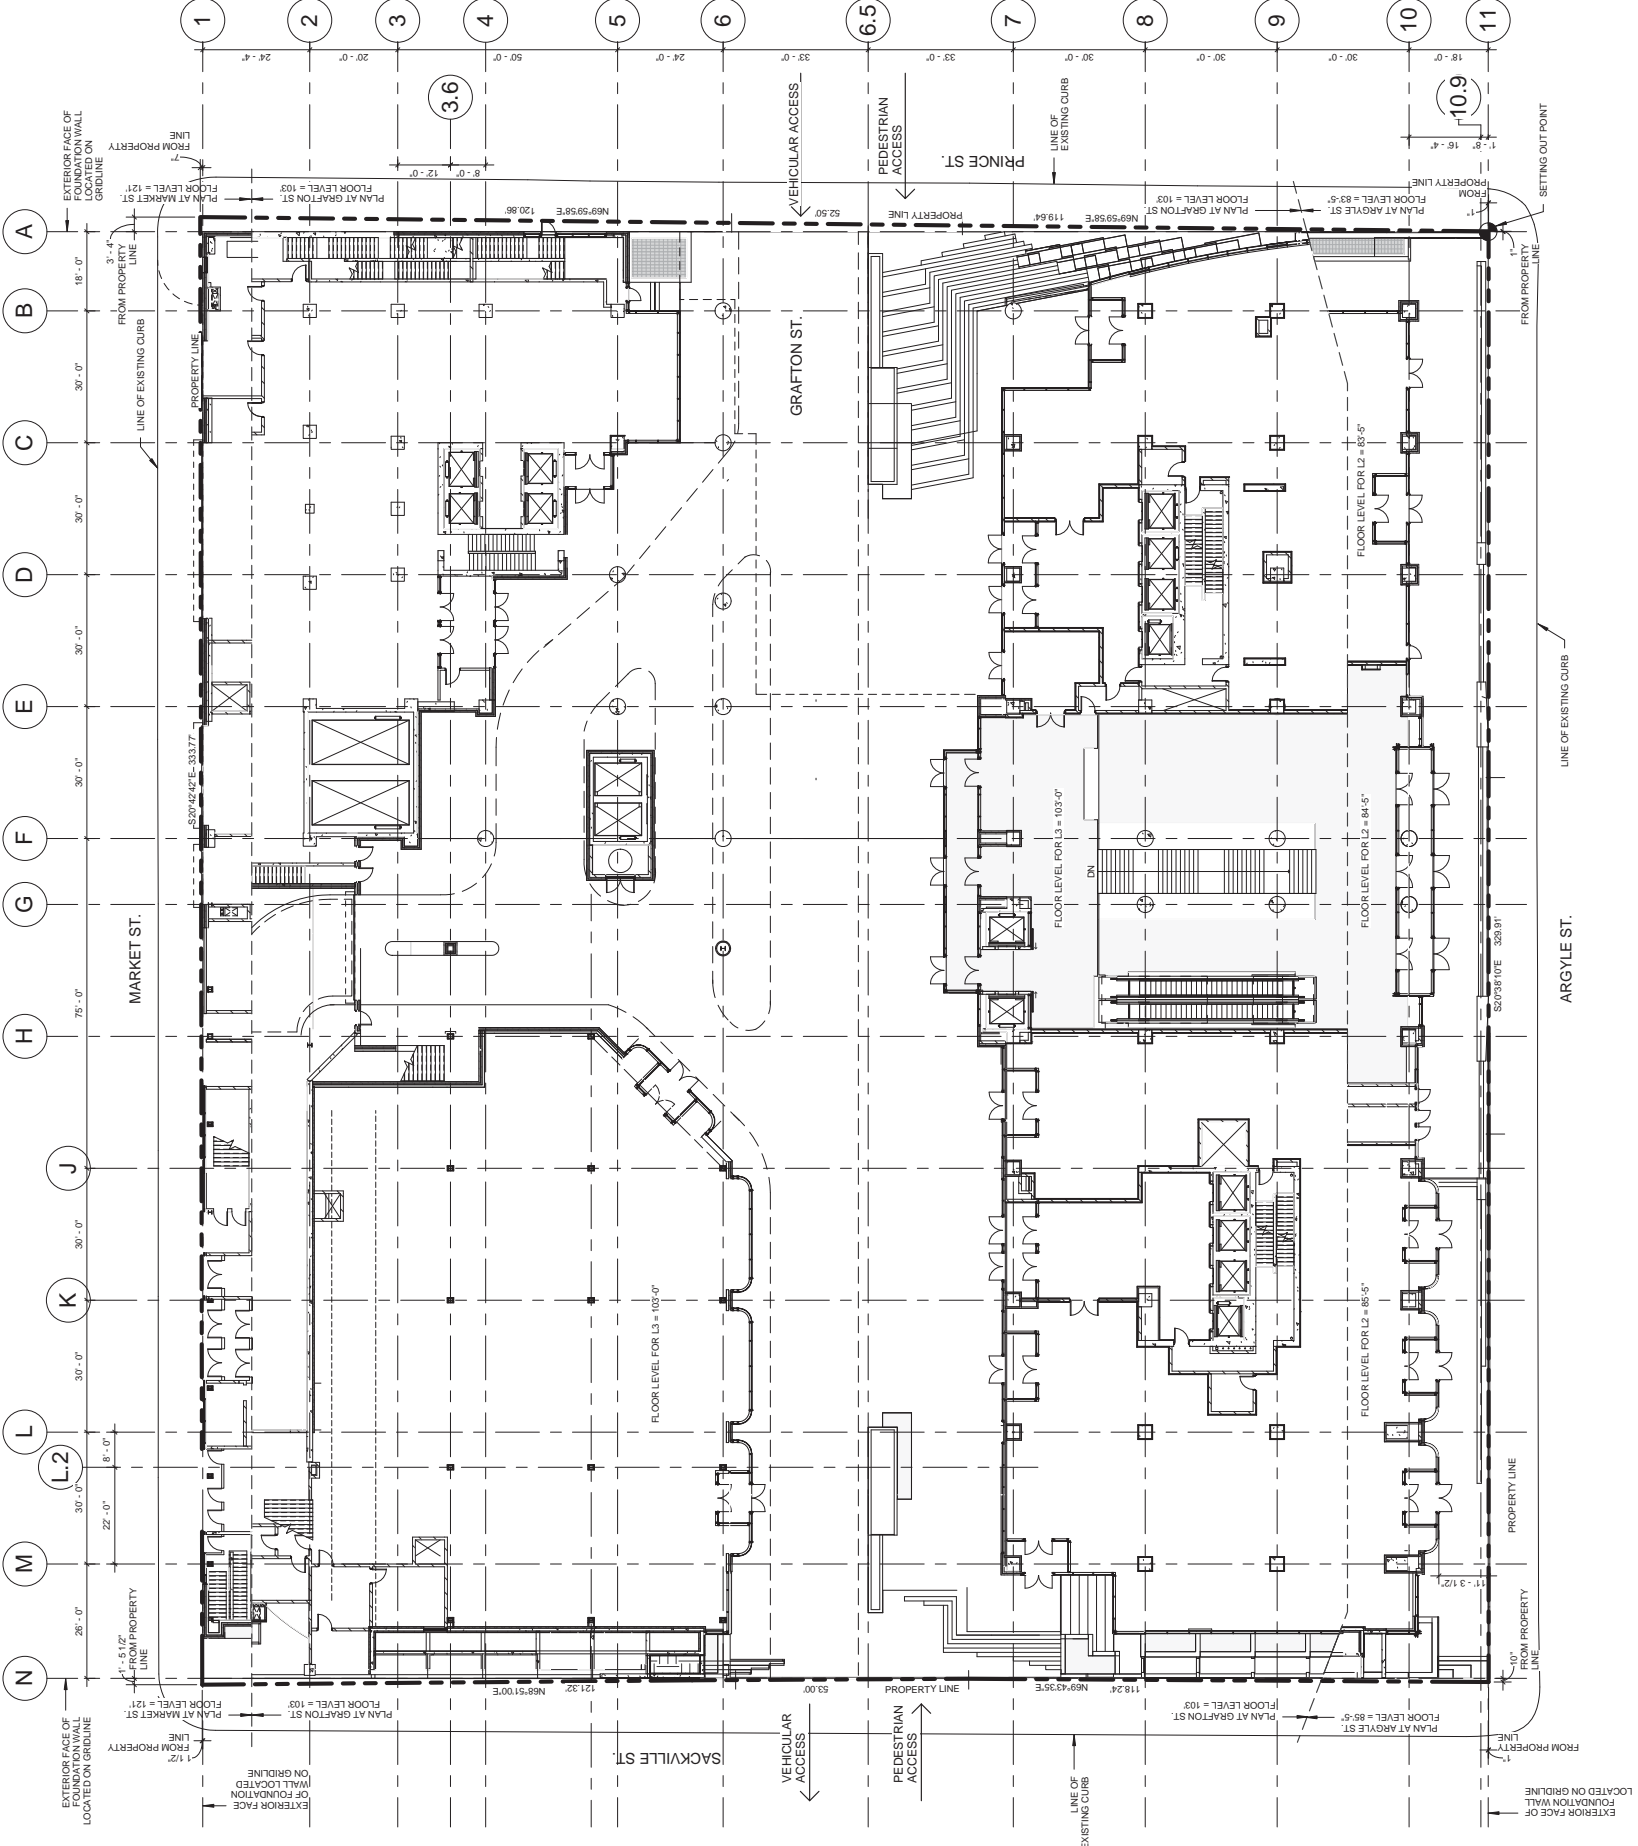 1
2
3
4
5
6
6.5
7
8
9
10
11
3.6
10.9
24'-4"
20'-0"
50'-0"
24'-0"
33'-0"
33'-0"
30'-0"
30'-0"
30'-0"
18'-0"
12'-0"
8'-0"
16'-4"
1'-8"
EXTERIOR FACE OF
FOUNDATION WALL
LOCATED ON
GRIDLINE
7"
FROM PROPERTY
LINE
PLAN AT MARKET ST.
FLOOR LEVEL = 121'
PLAN AT GRAFTON ST.
FLOOR LEVEL = 103'
VEHICULAR ACCESS
PEDESTRIAN
ACCESS
PRINCE ST.
LINE OF
EXISTING CURB
N69°59'58"E
120.86'
52.50'
PROPERTY LINE
119.64'
N69°59'58"E
PLAN AT GRAFTON ST.
FLOOR LEVEL = 103'
PLAN AT ARGYLE ST.
FLOOR LEVEL = 83'-5"
1"
FROM
PROPERTY LINE
SETTING OUT POINT
1"
FROM PROPERTY
LINE
A
B
C
D
E
F
G
H
J
K
L
L.2
M
N
3'-4"
FROM PROPERTY
LINE
18'-0"
30'-0"
30'-0"
30'-0"
30'-0"
75'-0"
30'-0"
30'-0"
30'-0"
8'-0"
22'-0"
26'-0"
LINE OF EXISTING CURB
PROPERTY LINE
S20°42'42"E- 333.77'
MARKET ST.
GRAFTON ST.
FLOOR LEVEL FOR L2 = 83'-5"
FLOOR LEVEL FOR L3 = 103'-0"
DN
FLOOR LEVEL FOR L2 = 84'-5"
FLOOR LEVEL FOR L3 = 103'-0"
FLOOR LEVEL FOR L2 = 85'-5"
LINE OF EXISTING CURB
ARGYLE ST.
S20°38'10"E 329.91'
PROPERTY LINE
11'-3 1/2"
10"
FROM PROPERTY
LINE
1'-5 1/2"
FROM PROPERTY
LINE
EXTERIOR FACE OF
FOUNDATION WALL
LOCATED ON GRIDLINE
PLAN AT MARKET ST.
FLOOR LEVEL = 121'
PLAN AT GRAFTON ST.
FLOOR LEVEL = 103'
1/2"
FROM PROPERTY
LINE
EXTERIOR FACE
OF FOUNDATION
WALL LOCATED
ON GRIDLINE
SACKVILLE ST.
N68°51'00"E
121.32'
53.00'
PROPERTY LINE
N69°43'35"E
118.24'
VEHICULAR
ACCESS
PEDESTRIAN
ACCESS
LINE OF
EXISTING CURB
PLAN AT GRAFTON ST.
FLOOR LEVEL = 103'
PLAN AT ARGYLE ST.
FLOOR LEVEL = 85'-5"
1"
FROM PROPERTY
LINE
EXTERIOR FACE OF
FOUNDATION WALL
LOCATED ON GRIDLINE